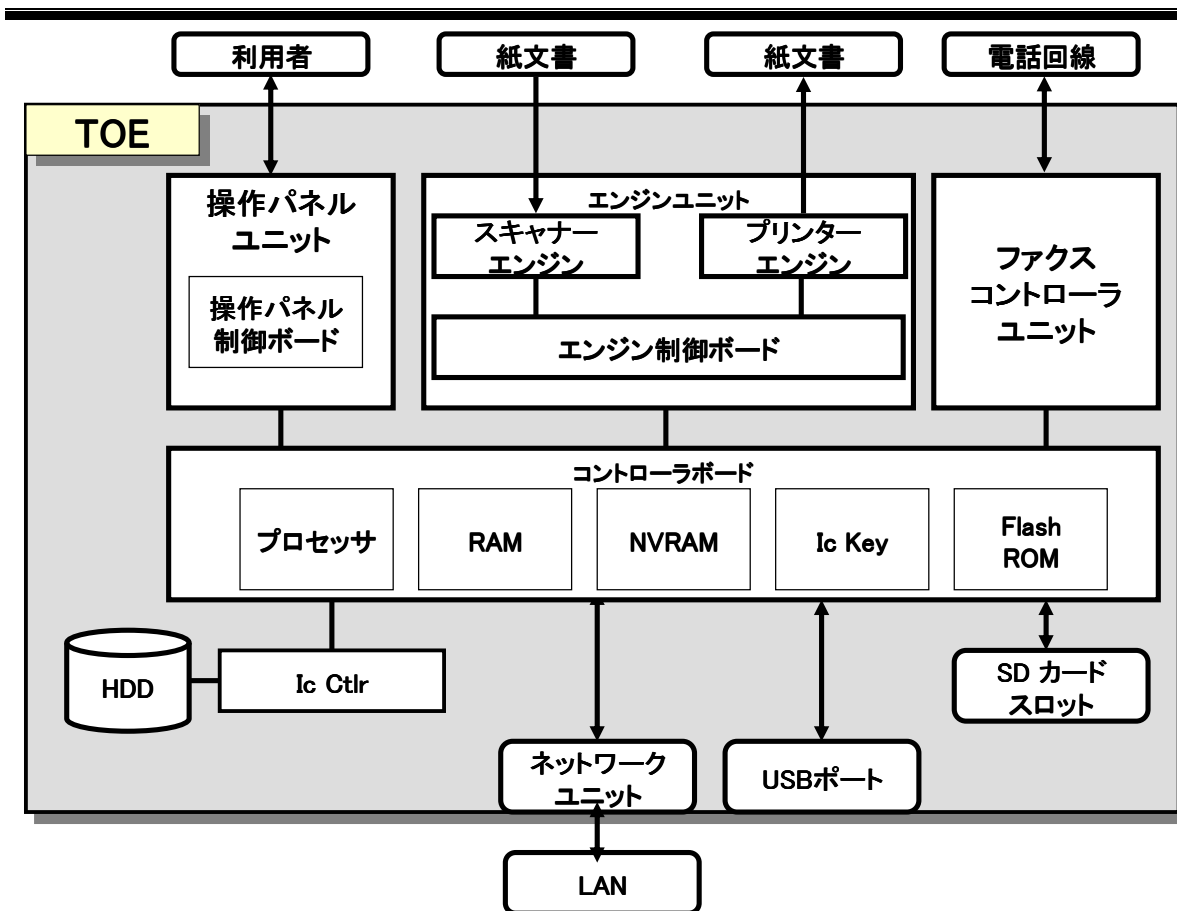 利用者
紙文書
紙文書
電話回線
TOE
操作パネル
ユニット
操作パネル
制御ボード
エンジンユニット
スキャナー
エンジン
プリンター
エンジン
エンジン制御ボード
ファクス
コントローラ
ユニット
コントローラボード
プロセッサ
RAM
NVRAM
Ic Key
Flash
ROM
HDD
Ic Ctlr
SD カード
スロット
ネットワーク
ユニット
USBポート
LAN